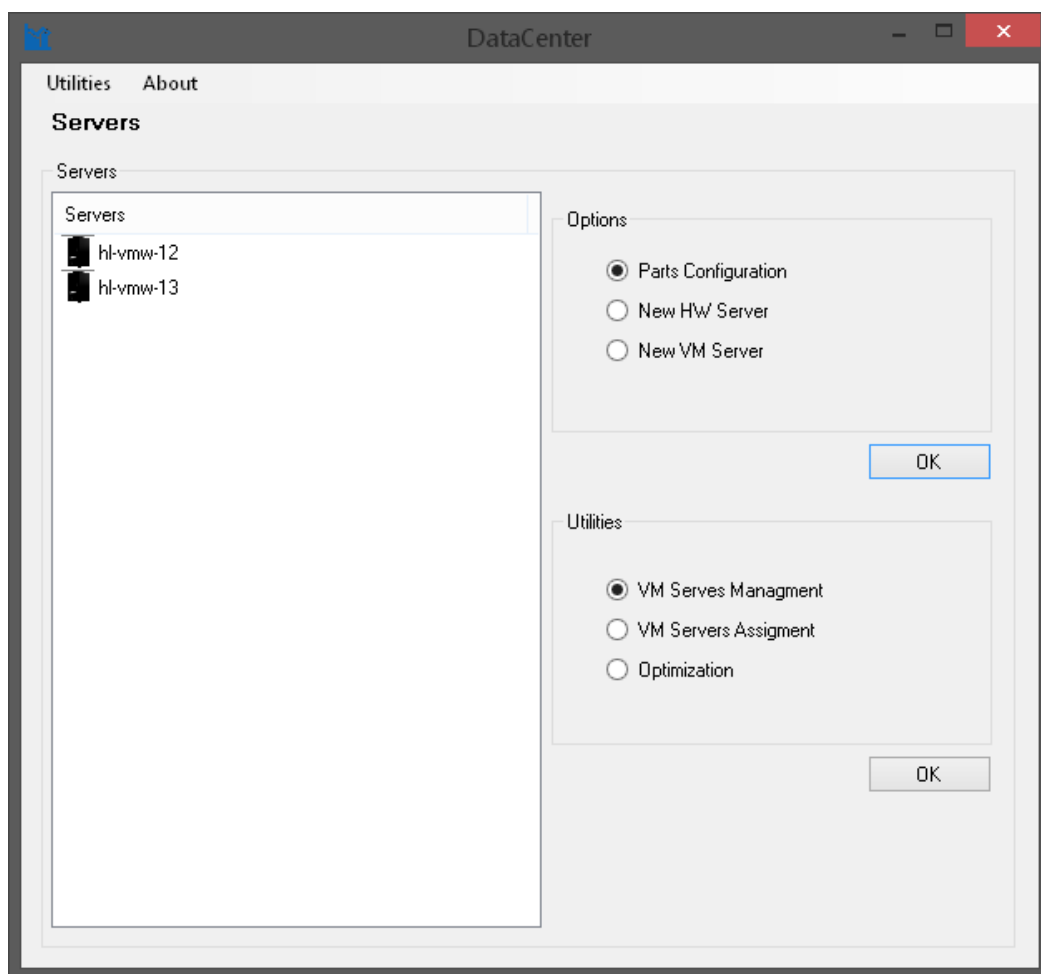 DataCenter
Utilities About
Servers
Servers
Servers
hl-vmw-12
hl-vmw-13
Options
Parts Configuration
New HW Server
New VM Server
OK
Utilities
VM Serves Managment
VM Servers Assigment
Optimization
OK